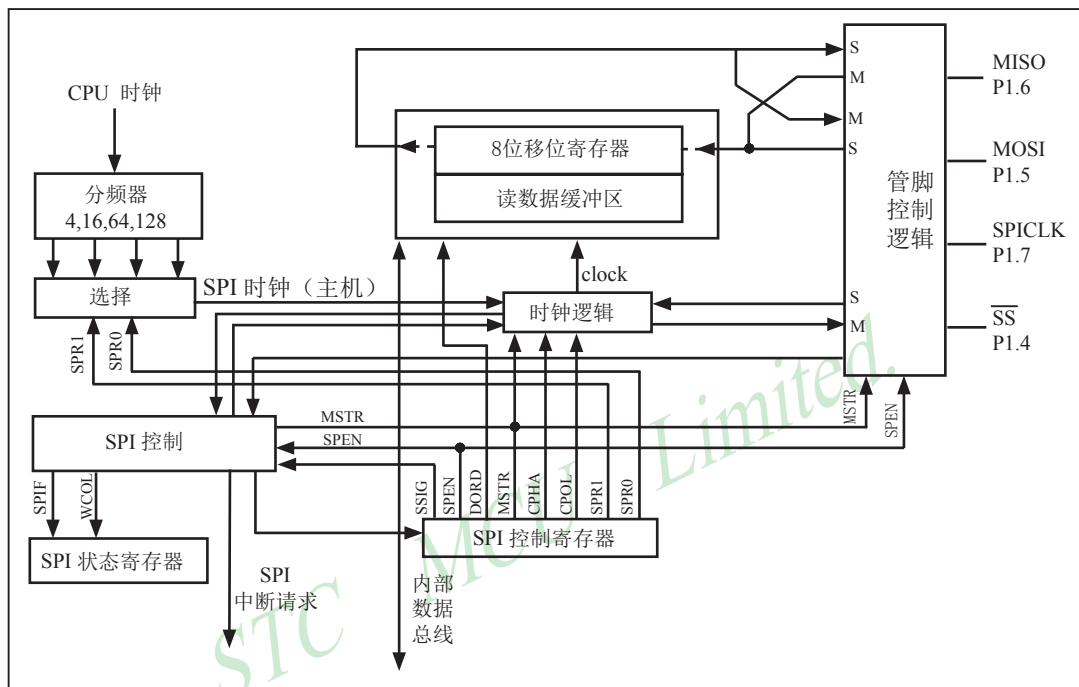 CPU 时钟
分频器
4,16,64,128
选择
SPI 时钟（主机）
SPR1
SPR0
8位移位寄存器
读数据缓冲区
clock
时钟逻辑
S
M
M
S
S
M
管脚
控制
逻辑
MISO
P1.6
MOSI
P1.5
SPICLK
P1.7
SS
P1.4
MSTR
SPEN
SPI 控制
MSTR
SPEN
SPIF
WCOL
SPI 状态寄存器
SPI
中断请求
SSIG
SPEN
DORD
MSTR
CPHA
CPOL
SPR1
SPR0
SPI 控制寄存器
内部
数据
总线
STC MCU Limited.